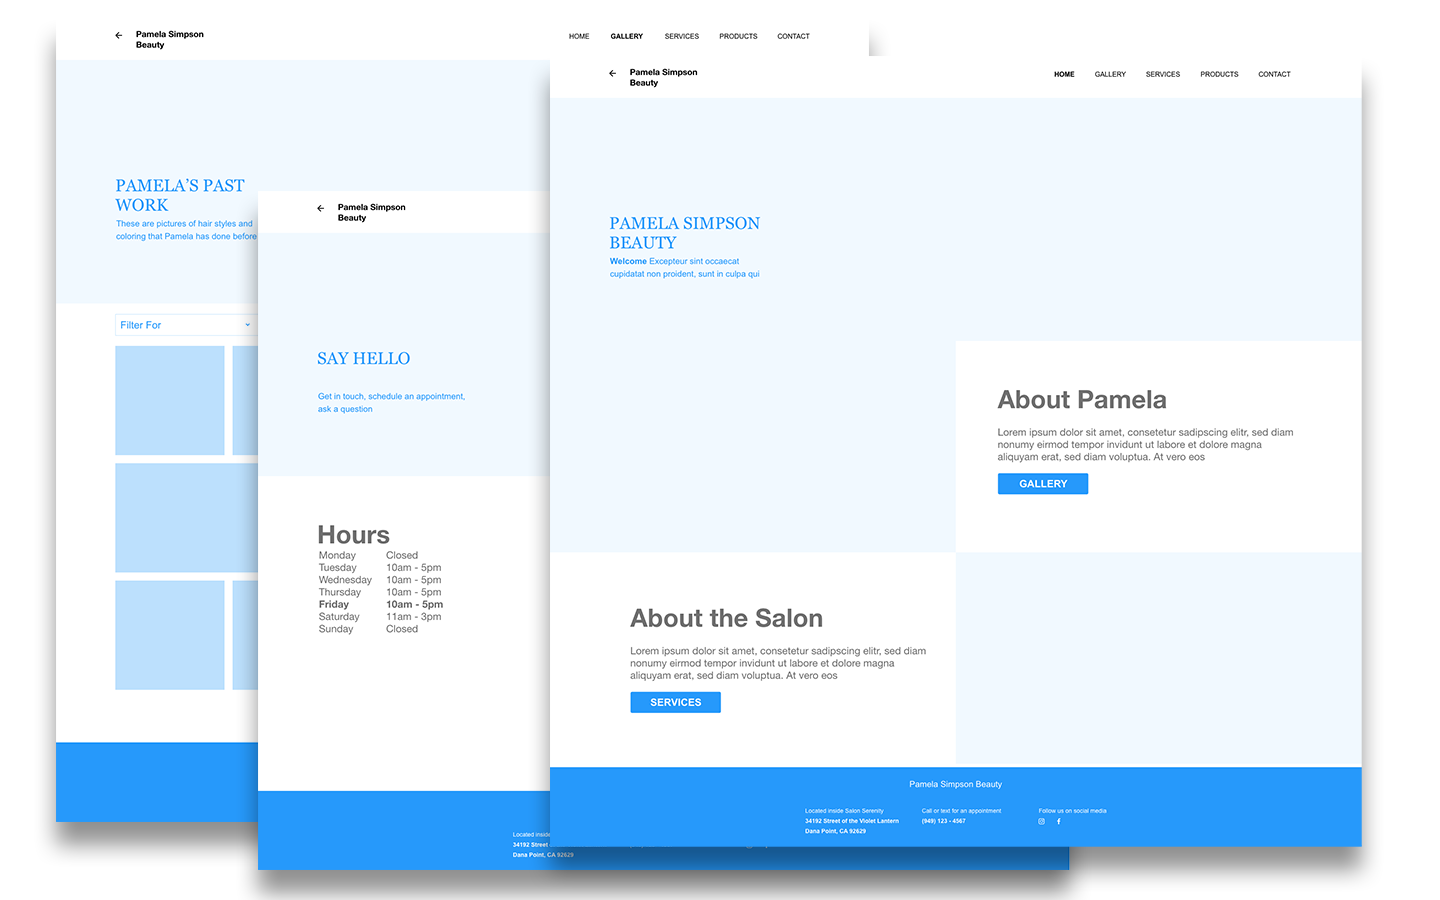 Pamela Simpson
Beauty
HOME GALLERY SERVICES PRODUCTS CONTACT
PAMELA'S PAST
WORK
These are pictures of hair styles and
coloring that Pamela has done before
Filter For
Pamela Simpson
Beauty
SAY HELLO
Get in touch, schedule an appointment,
ask a question
Hours
Monday Closed
Tuesday 10am - 5pm
Wednesday 10am - 5pm
Thursday 10am - 5pm
Friday 10am - 5pm
Saturday 11am - 3pm
Sunday Closed
Located inside
34192 Street
Dana Point, CA 92629
Pamela Simpson
Beauty
HOME GALLERY SERVICES PRODUCTS CONTACT
PAMELA SIMPSON
BEAUTY
Welcome Excepteur sint occaecat
cupidatat non proident, sunt in culpa qui
About Pamela
Lorem ipsum dolor sit amet, consetetur sadipscing elitr, sed diam
nonumy eirmod tempor invidunt ut labore et dolore magna
aliquyam erat, sed diam voluptua. At vero eos
GALLERY
About the Salon
Lorem ipsum dolor sit amet, consetetur sadipscing elitr, sed diam
nonumy eirmod tempor invidunt ut labore et dolore magna
aliquyam erat, sed diam voluptua. At vero eos
SERVICES
Pamela Simpson Beauty
Located inside Salon Serenity
34192 Street of the Violet Lantern
Dana Point, CA 92629
Call or text for an appointment
(949) 123 - 4567
Follow us on social media